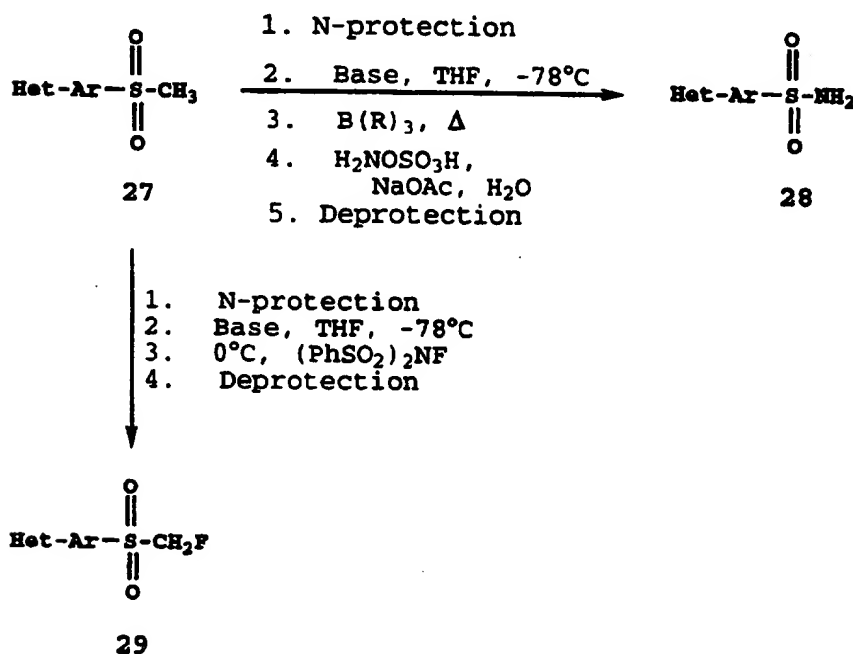 1. N-protection
2. Base, THF, -78°C
3. B(R)3, Δ
4. H2NOSO3H,
NaOAc, H2O
5. Deprotection
O
Het-Ar-S-CH3
O
27
O
Het-Ar-S-NH2
O
28
1. N-protection
2. Base, THF, -78°C
3. 0°C, (PhSO2)2NF
4. Deprotection
O
Het-Ar-S-CH2F
O
29